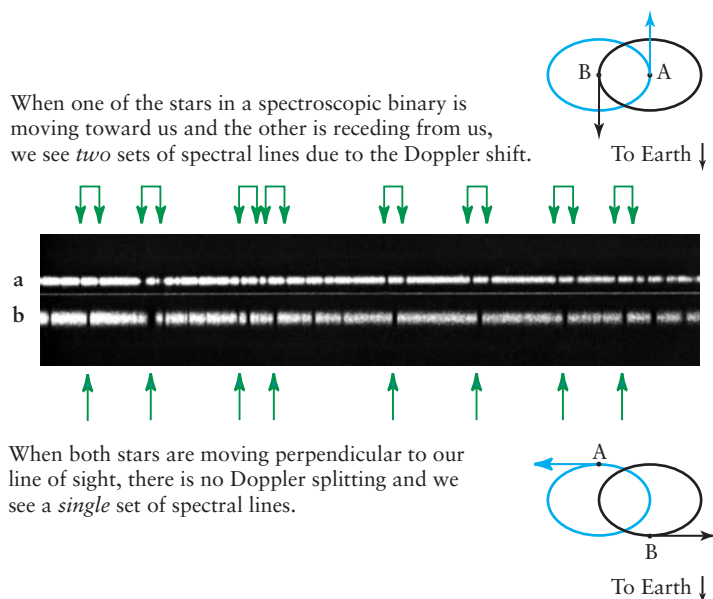 B A
When one of the stars in a spectroscopic binary is
moving toward us and the other is receding from us,
we see two sets of spectral lines due to the Doppler shift.
To Earth
a
b
When both stars are moving perpendicular to our
line of sight, there is no Doppler splitting and we
see a single set of spectral lines.
A
B
To Earth